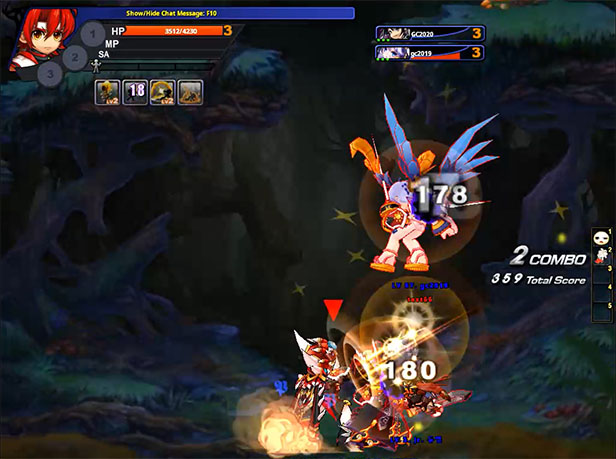 Show/Hide Chat Message: F10
HP 3512/4230 3
MP
SA
1
2
3
GC2020 3
gc2019 3
18
178
2 COMBO
359 Total Score
1
2
3
4
5
180